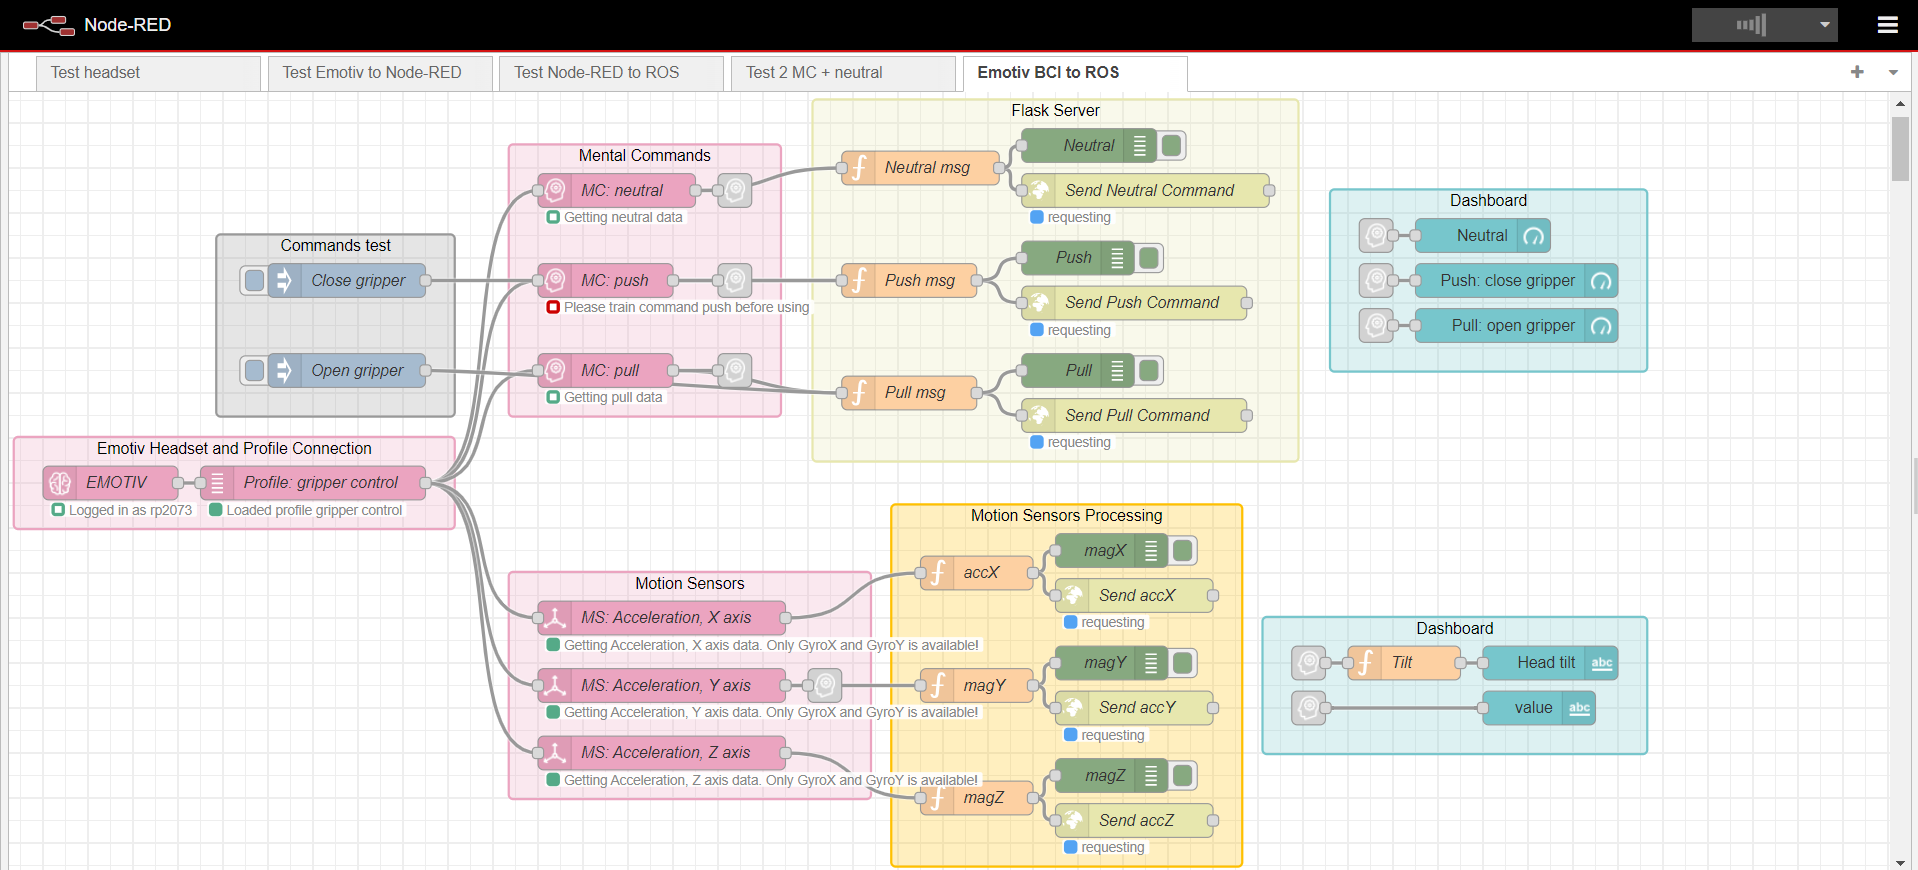 Node-RED
Test headset
Test Emotiv to Node-RED
Test Node-RED to ROS
Test 2 MC + neutral
Emotiv BCI to ROS
Commands test
Close gripper
Open gripper
Emotiv Headset and Profile Connection
EMOTIV
Logged in as rp2073
Profile: gripper control
Loaded profile gripper control
Mental Commands
MC: neutral
Getting neutral data
MC: push
Please train command push before using
MC: pull
Getting pull data
Flask Server
Neutral msg
Neutral
Send Neutral Command
requesting
Push msg
Push
Send Push Command
requesting
Pull msg
Pull
Send Pull Command
requesting
Dashboard
Neutral
Push: close gripper
Pull: open gripper
Motion Sensors
MS: Acceleration, X axis
Getting Acceleration, X axis data. Only GyroX and GyroY is available!
MS: Acceleration, Y axis
Getting Acceleration, Y axis data. Only GyroX and GyroY is available!
MS: Acceleration, Z axis
Getting Acceleration, Z axis data. Only GyroX and GyroY is available!
Motion Sensors Processing
accX
magX
Send accX
requesting
magY
magY
Send accY
requesting
magZ
magZ
Send accZ
requesting
Dashboard
Tilt
Head tilt
abc
value
abc